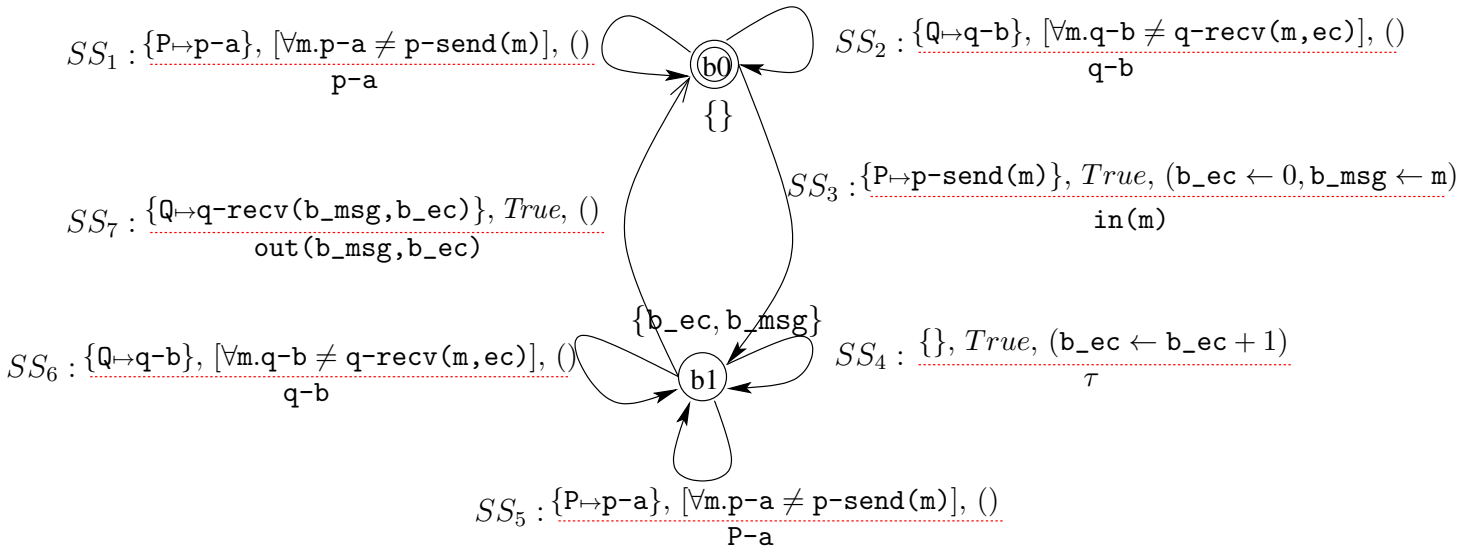 SS₁ : {P↦p-a}, [∀m.p-a ≠ p-send(m)], ()
p-a
b0
{}
SS₂ : {Q↦q-b}, [∀m.q-b ≠ q-recv(m,ec)], ()
q-b
SS₃ : {P↦p-send(m)}, True, (b_ec ← 0, b_msg ← m)
in(m)
SS₇ : {Q↦q-recv(b_msg,b_ec)}, True, ()
out(b_msg,b_ec)
{b_ec, b_msg}
b1
SS₄ : {}, True, (b_ec ← b_ec + 1)
τ
SS₆ : {Q↦q-b}, [∀m.q-b ≠ q-recv(m,ec)], ()
q-b
SS₅ : {P↦p-a}, [∀m.p-a ≠ p-send(m)], ()
P-a